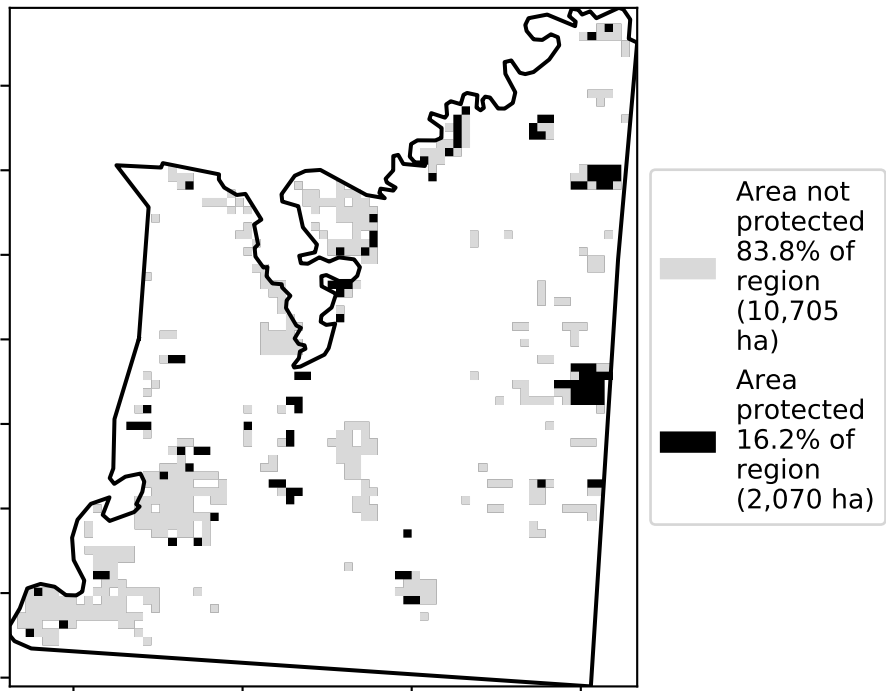 Area not
protected
83.8% of
region
(10,705
ha)
Area
protected
16.2% of
region
(2,070 ha)